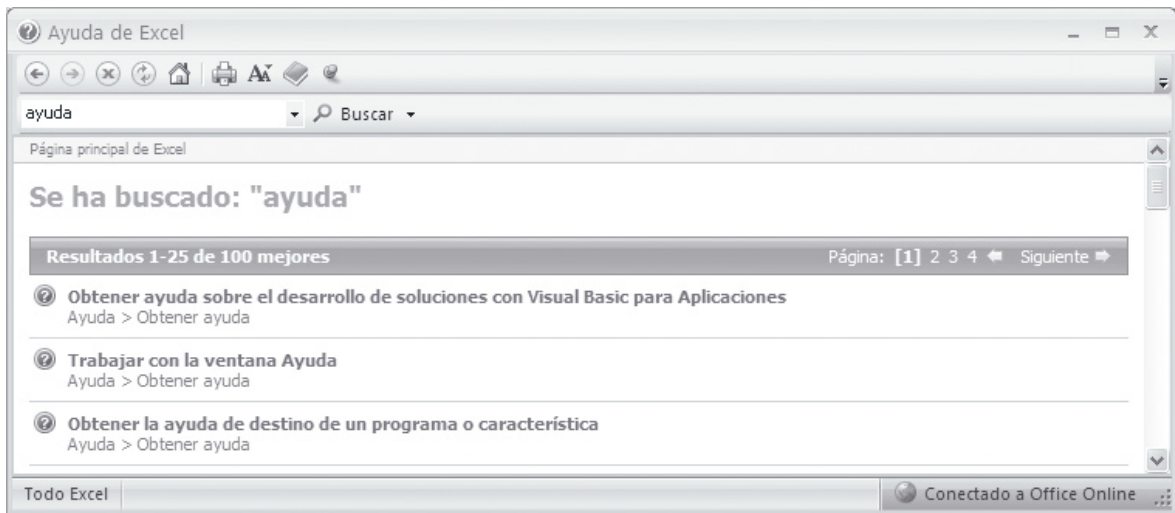 Ayuda de Excel
ayuda
Buscar
Página principal de Excel
Se ha buscado: "ayuda"
Resultados 1-25 de 100 mejores Página: [1] 2 3 4 Siguiente
Obtener ayuda sobre el desarrollo de soluciones con Visual Basic para Aplicaciones
Ayuda > Obtener ayuda
Trabajar con la ventana Ayuda
Ayuda > Obtener ayuda
Obtener la ayuda de destino de un programa o característica
Ayuda > Obtener ayuda
Todo Excel Conectado a Office Online